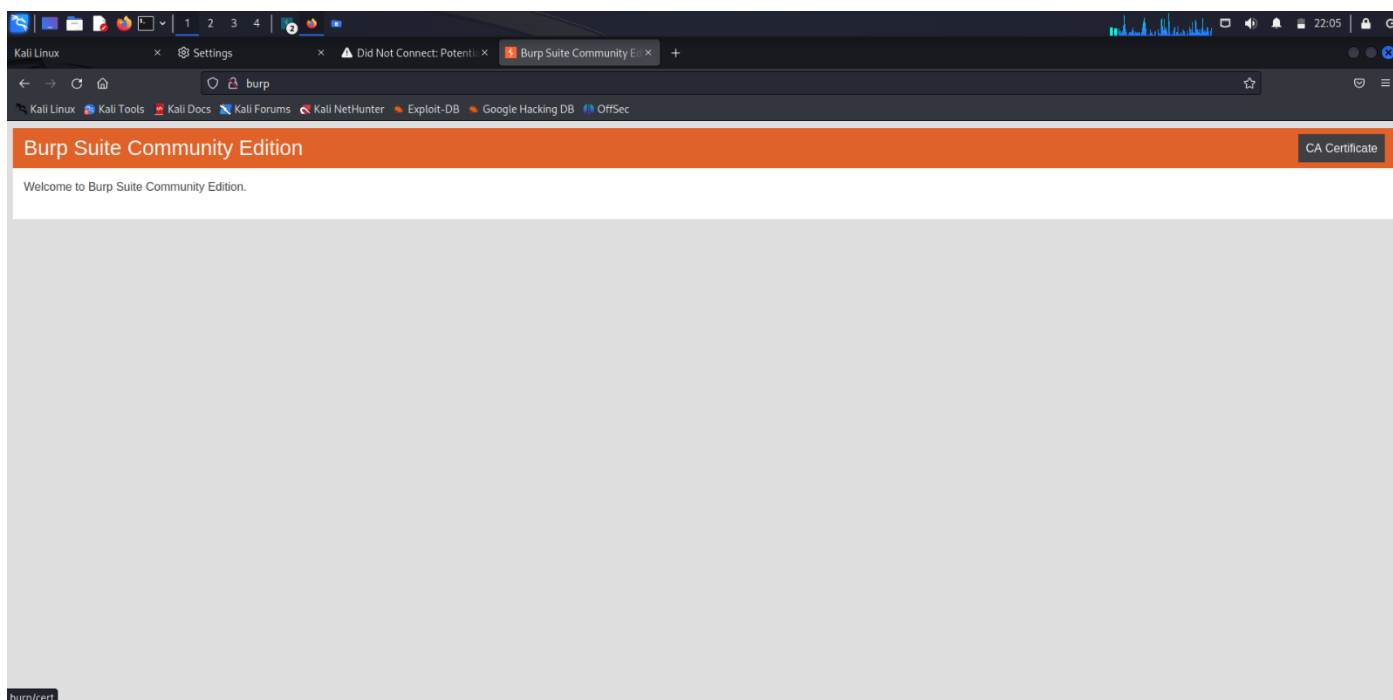 1 2 3 4 2 22:05
Kali Linux Settings Did Not Connect: Potenti Burp Suite Community Ed
burp
Kali Linux Kali Tools Kali Docs Kali Forums Kali NetHunter Exploit-DB Google Hacking DB OffSec
Burp Suite Community Edition CA Certificate
Welcome to Burp Suite Community Edition.
burp/cert